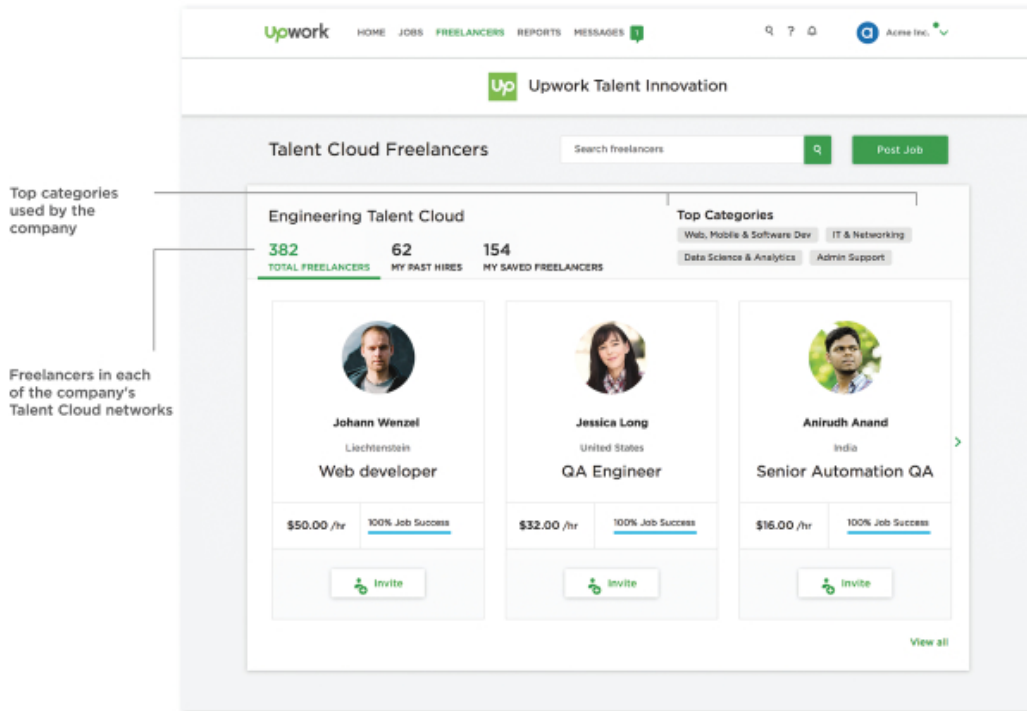 Upwork HOME JOBS FREELANCERS REPORTS MESSAGES 1 ? a Acme Inc.
Up Upwork Talent Innovation
Talent Cloud Freelancers Search freelancers Post Job
Top categories
used by the
company
Engineering Talent Cloud
382 62 154
TOTAL FREELANCERS MY PAST HIRES MY SAVED FREELANCERS
Top Categories
Web, Mobile & Software Dev IT & Networking
Data Science & Analytics Admin Support
Freelancers in each
of the company's
Talent Cloud networks
Johann Wenzel
Liechtenstein
Web developer
$50.00 /hr 100% Job Success
Invite
Jessica Long
United States
QA Engineer
$32.00 /hr 100% Job Success
Invite
Anirudh Anand
India
Senior Automation QA
$16.00 /hr 100% Job Success
Invite
View all